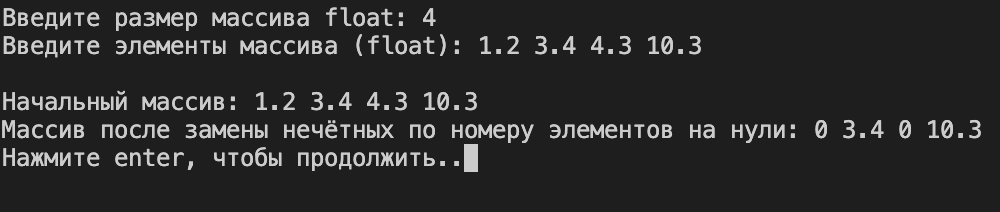 Введите размер массива float: 4
Введите элементы массива (float): 1.2 3.4 4.3 10.3
Начальный массив: 1.2 3.4 4.3 10.3
Массив после замены нечётных по номеру элементов на нули: 0 3.4 0 10.3
Нажмите enter, чтобы продолжить..